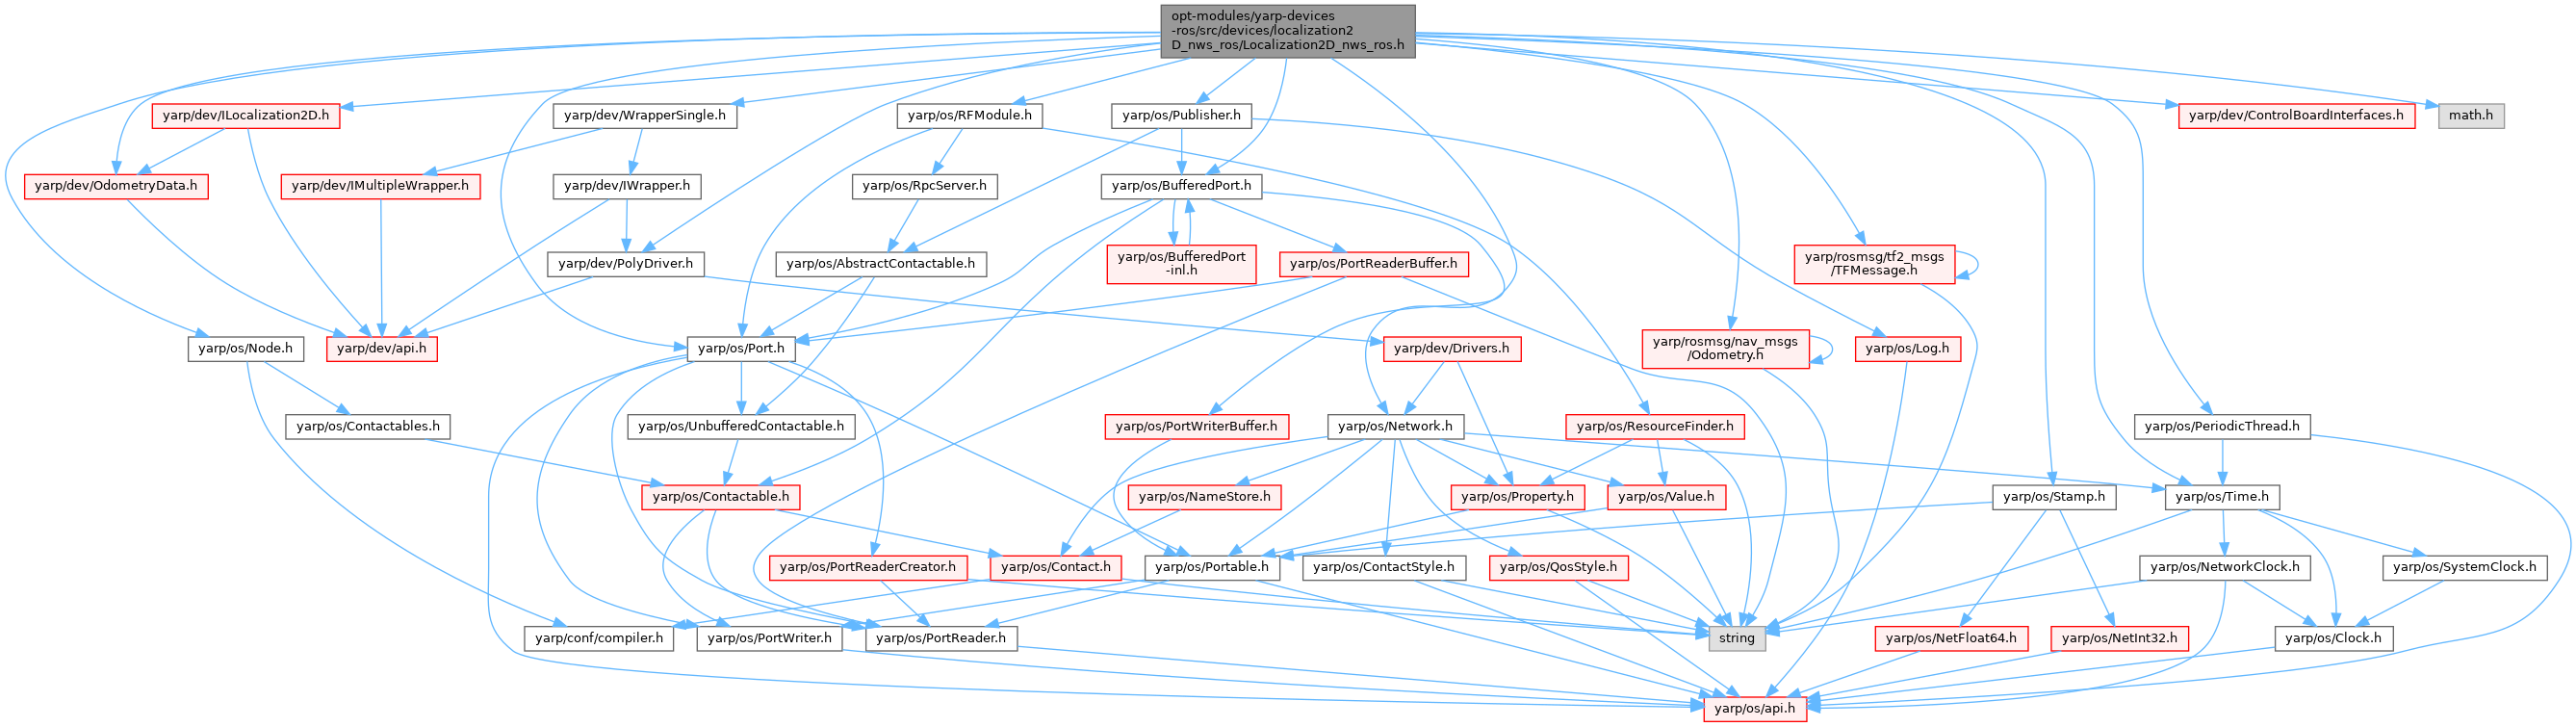 opt-modules/yarp-devices
-ros/src/devices/localization2
D_nws_ros/Localization2D_nws_ros.h
yarp/dev/ILocalization2D.h
yarp/dev/WrapperSingle.h
yarp/os/RFModule.h
yarp/os/Publisher.h
yarp/dev/ControlBoardInterfaces.h
math.h
yarp/dev/OdometryData.h
yarp/dev/IMultipleWrapper.h
yarp/dev/IWrapper.h
yarp/os/RpcServer.h
yarp/os/BufferedPort.h
yarp/dev/PolyDriver.h
yarp/os/AbstractContactable.h
yarp/os/BufferedPort
-inl.h
yarp/os/PortReaderBuffer.h
yarp/rosmsg/tf2_msgs
/TFMessage.h
yarp/os/Node.h
yarp/dev/api.h
yarp/os/Port.h
yarp/dev/Drivers.h
yarp/rosmsg/nav_msgs
/Odometry.h
yarp/os/Log.h
yarp/os/Contactables.h
yarp/os/UnbufferedContactable.h
yarp/os/PortWriterBuffer.h
yarp/os/Network.h
yarp/os/ResourceFinder.h
yarp/os/PeriodicThread.h
yarp/os/Contactable.h
yarp/os/NameStore.h
yarp/os/Property.h
yarp/os/Value.h
yarp/os/Stamp.h
yarp/os/Time.h
yarp/os/PortReaderCreator.h
yarp/os/Contact.h
yarp/os/Portable.h
yarp/os/ContactStyle.h
yarp/os/QosStyle.h
yarp/os/NetworkClock.h
yarp/os/SystemClock.h
yarp/conf/compiler.h
yarp/os/PortWriter.h
yarp/os/PortReader.h
string
yarp/os/NetFloat64.h
yarp/os/NetInt32.h
yarp/os/Clock.h
yarp/os/api.h